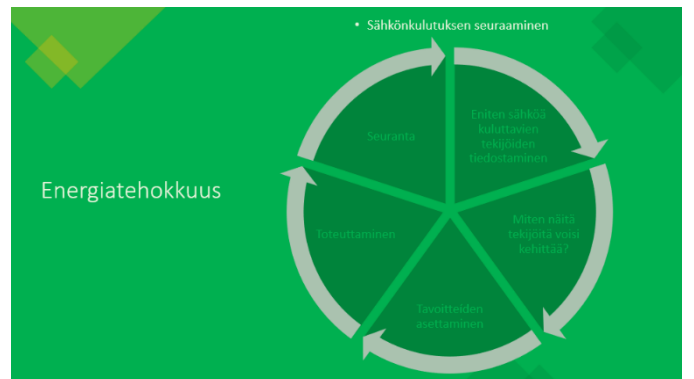 • Sähkönkulutuksen seuraaminen
Energiatehokkuus
Eniten sähköä
kuluttavien
tekijöiden
tiedostaminen
Miten näitä
tekijöitä voisi
kehittää?
Tavoitteiden
asettaminen
Toteuttaminen
Seuranta